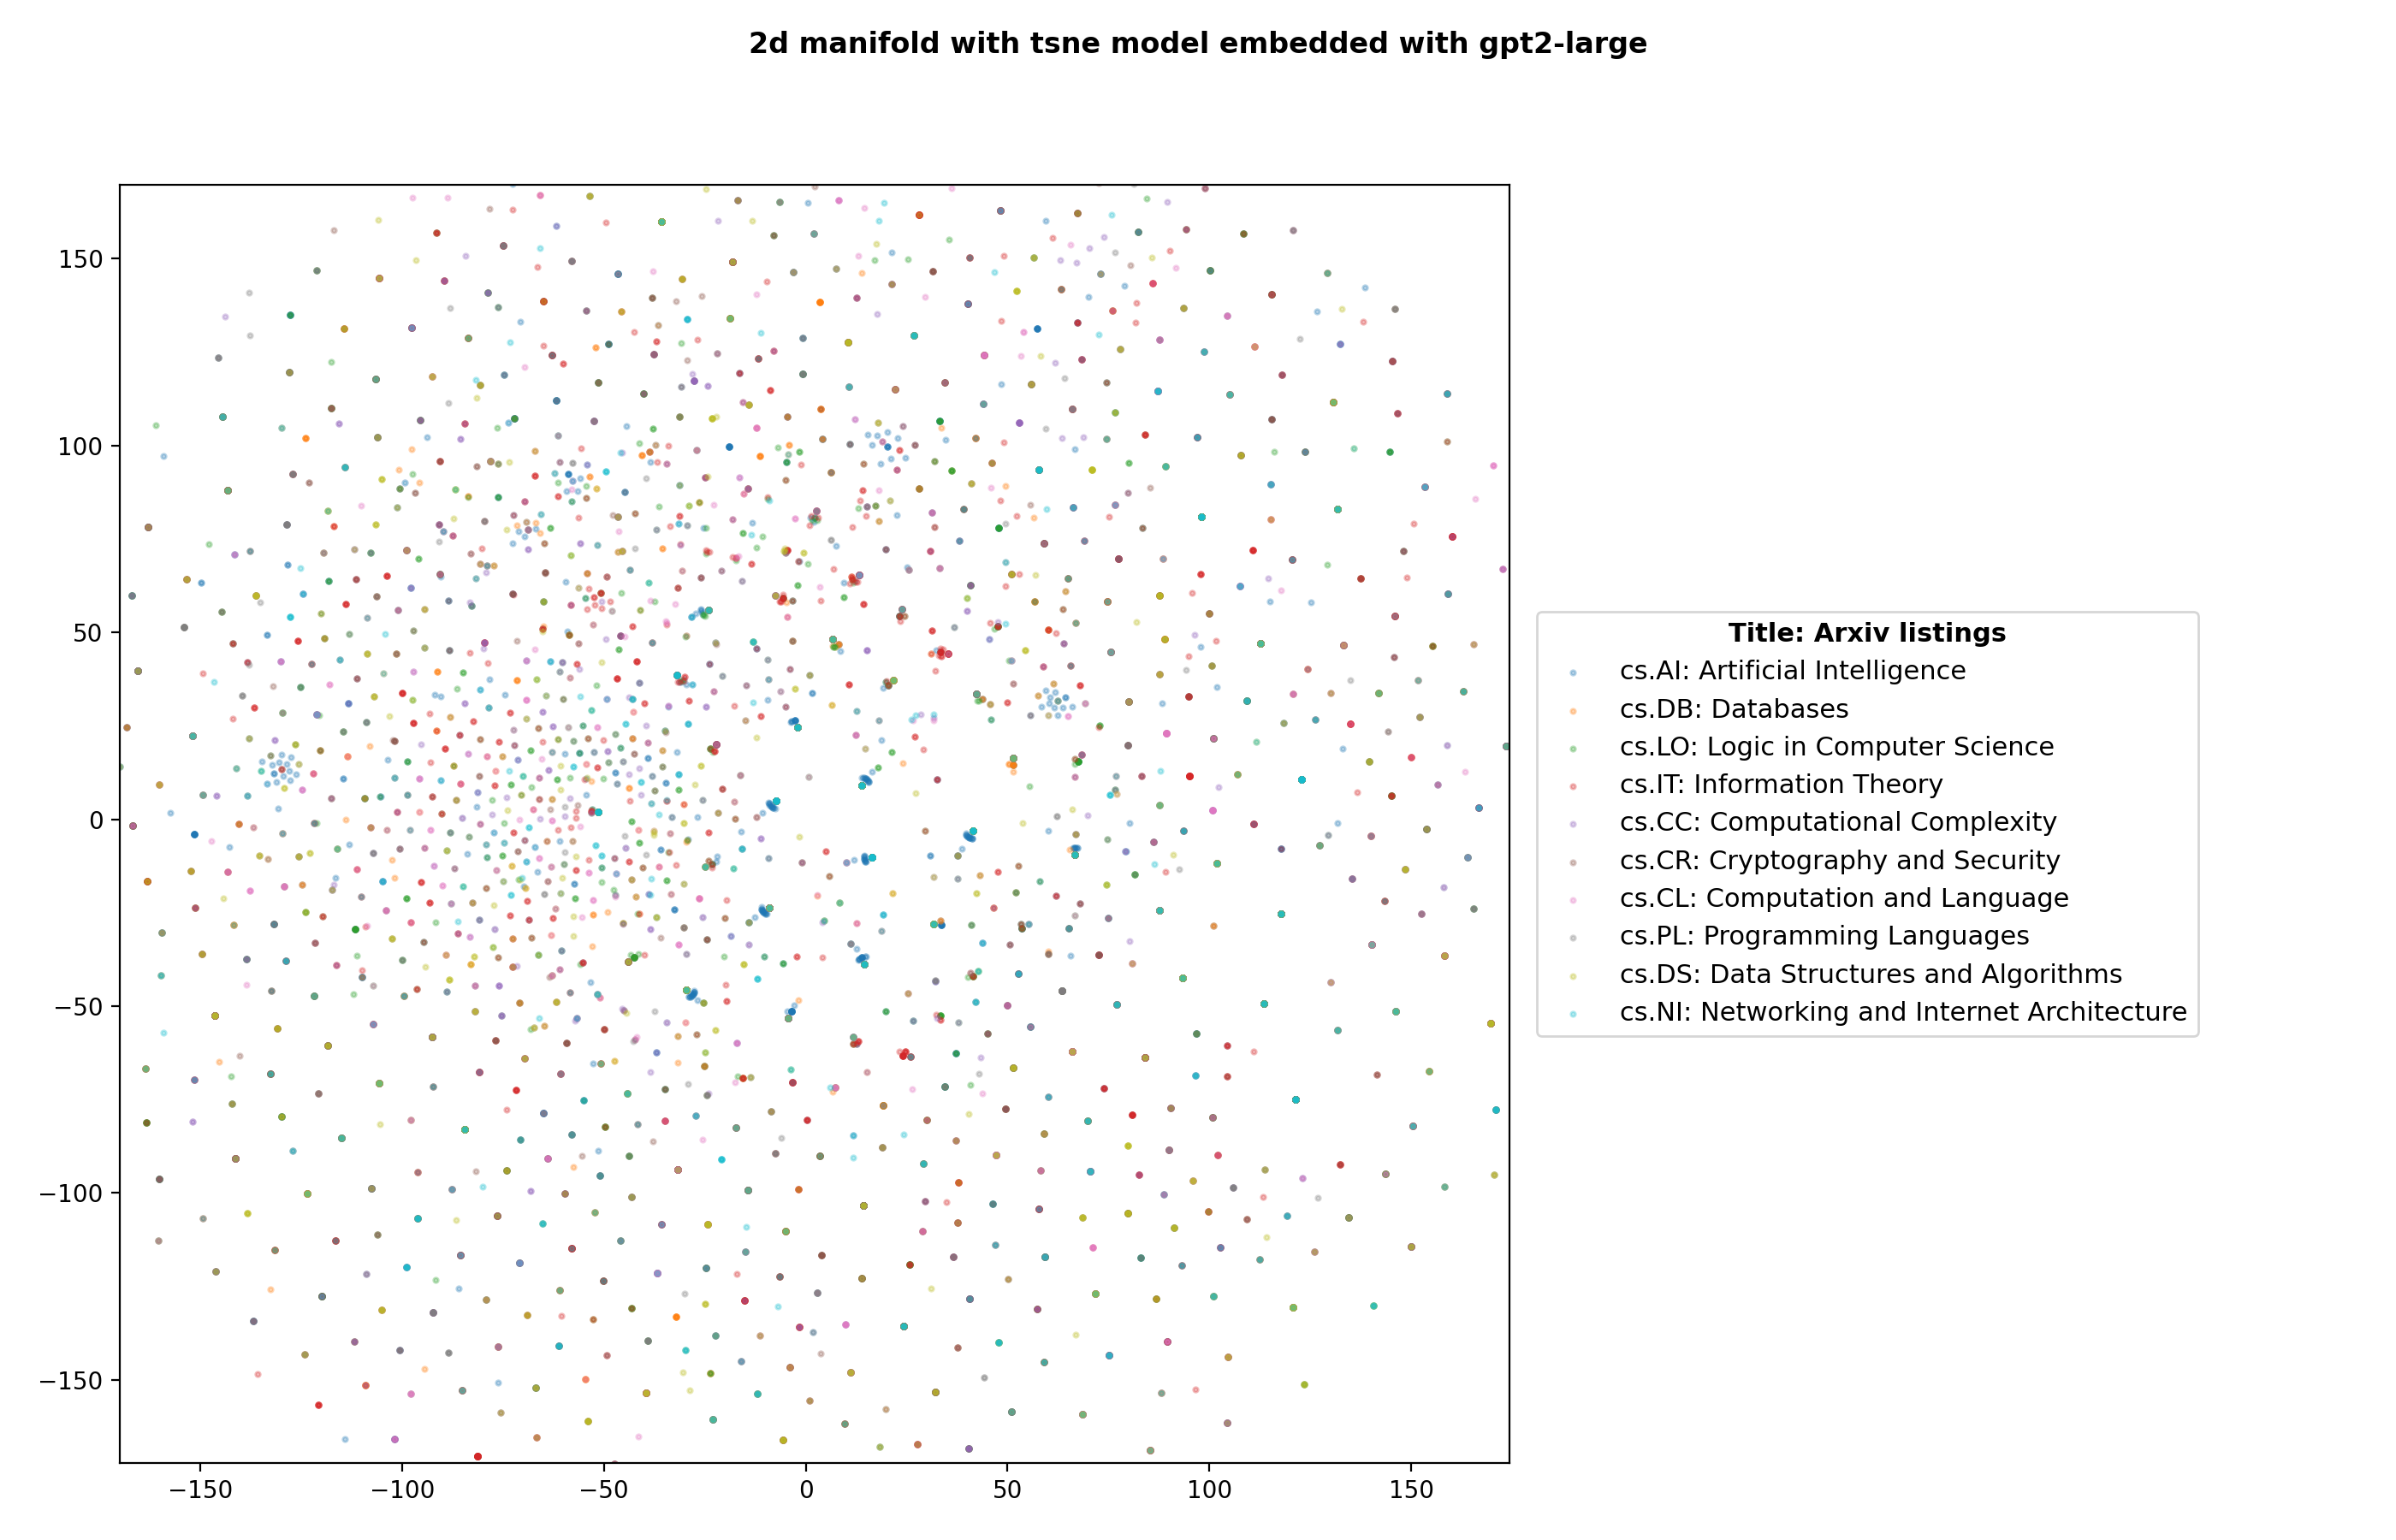 2d manifold with tsne model embedded with gpt2-large
150
100
50
0
−50
−100
−150
−150 −100 −50 0 50 100 150
Title: Arxiv listings
cs.AI: Artificial Intelligence
cs.DB: Databases
cs.LO: Logic in Computer Science
cs.IT: Information Theory
cs.CC: Computational Complexity
cs.CR: Cryptography and Security
cs.CL: Computation and Language
cs.PL: Programming Languages
cs.DS: Data Structures and Algorithms
cs.NI: Networking and Internet Architecture